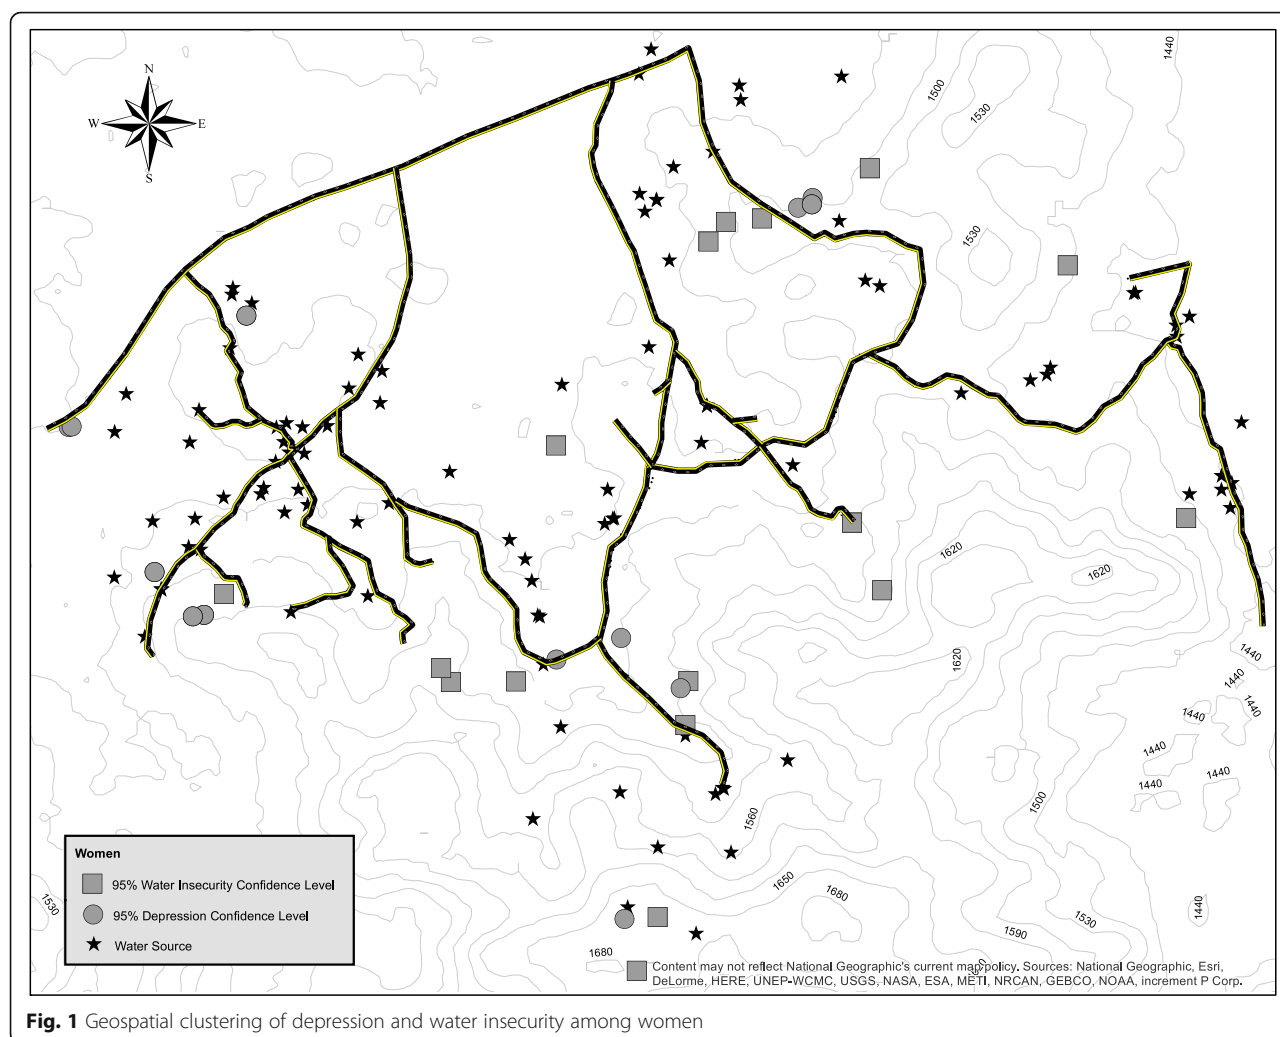 1440
1500
1530
N
W E
S
1530
1620
1620
1620
1440
1440
1440
1440
1440
1440
1440
1500
1560
1650
1680
1440
1530
1530
1590
1680
Women
95% Water Insecurity Confidence Level
95% Depression Confidence Level
Water Source
Content may not reflect National Geographic's current map policy. Sources: National Geographic, Esri,
DeLorme, HERE, UNEP-WCMC, USGS, NASA, ESA, METI, NRCAN, GEBCO, NOAA, increment P Corp.
Fig. 1 Geospatial clustering of depression and water insecurity among women